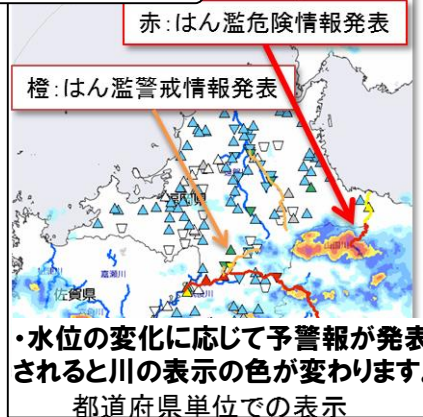 赤：はん濫危険情報発表
橙：はん濫警戒情報発表
嘉瀬川
佐賀県
・水位の変化に応じて予警報が発表
されると川の表示の色が変わります。
都道府県単位での表示